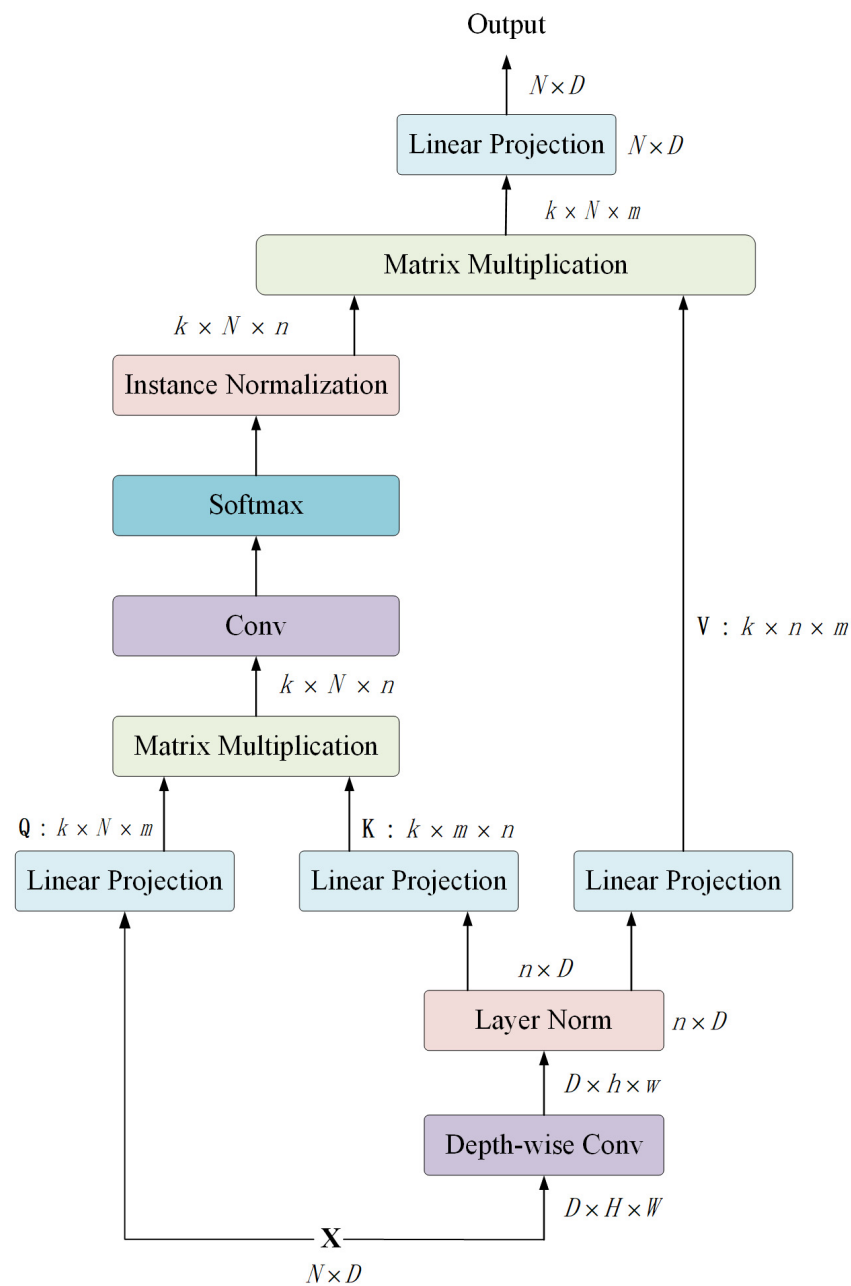 Output
N×D
Linear Projection
N×D
k×N×m
Matrix Multiplication
k × N × n
Instance Normalization
Softmax
Conv
V : k × n × m
k × N × n
Matrix Multiplication
Q : k × N × m
K : k × m × n
Linear Projection
Linear Projection
Linear Projection
n×D
Layer Norm
n×D
D×h×w
Depth-wise Conv
D×H×W
X
N×D